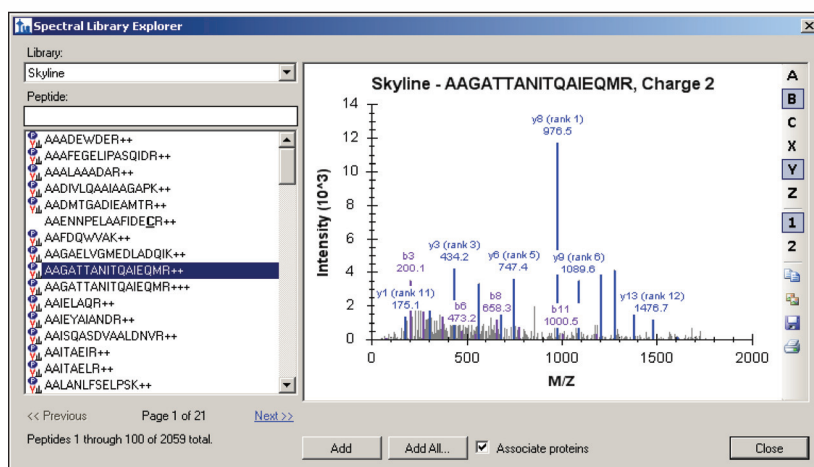 Spectral Library Explorer
Library:
Skyline
Peptide:
AAADEWDER++
AAAFEGELIPASQIDR++
AAALAAADAR++
AADIVLQAAIAAGAPK++
AADMTGADIEAMTR++
AAENNPELAAFIDECR++
AAFDQWVAK++
AAGAELVGMEDLADQIK++
AAGATTANITQAIEQMR++
AAGATTANITQAIEQMR+++
AAIELAQR++
AAIEYAIANDR++
AAISQASDVAALDNVR++
AAITAEIR++
AAITAELR++
AALANLFSELPSK++
<< Previous Page 1 of 21 Next >>
Peptides 1 through 100 of 2059 total.
Skyline - AAGATTANITQAIEQMR, Charge 2
Intensity (10^3)
14
12
10
8
6
4
2
0
y8 (rank 1)
976.5
b3
200.1
y3 (rank 3)
434.2
y6 (rank 5)
747.4
y9 (rank 6)
1089.6
y1 (rank 11)
175.1
b6
473.2
b8
658.3
b11
1000.5
y13 (rank 12)
1476.7
0 500 1000 1500 2000
M/Z
A
B
C
X
Y
Z
1
2
Add Add All... Associate proteins Close